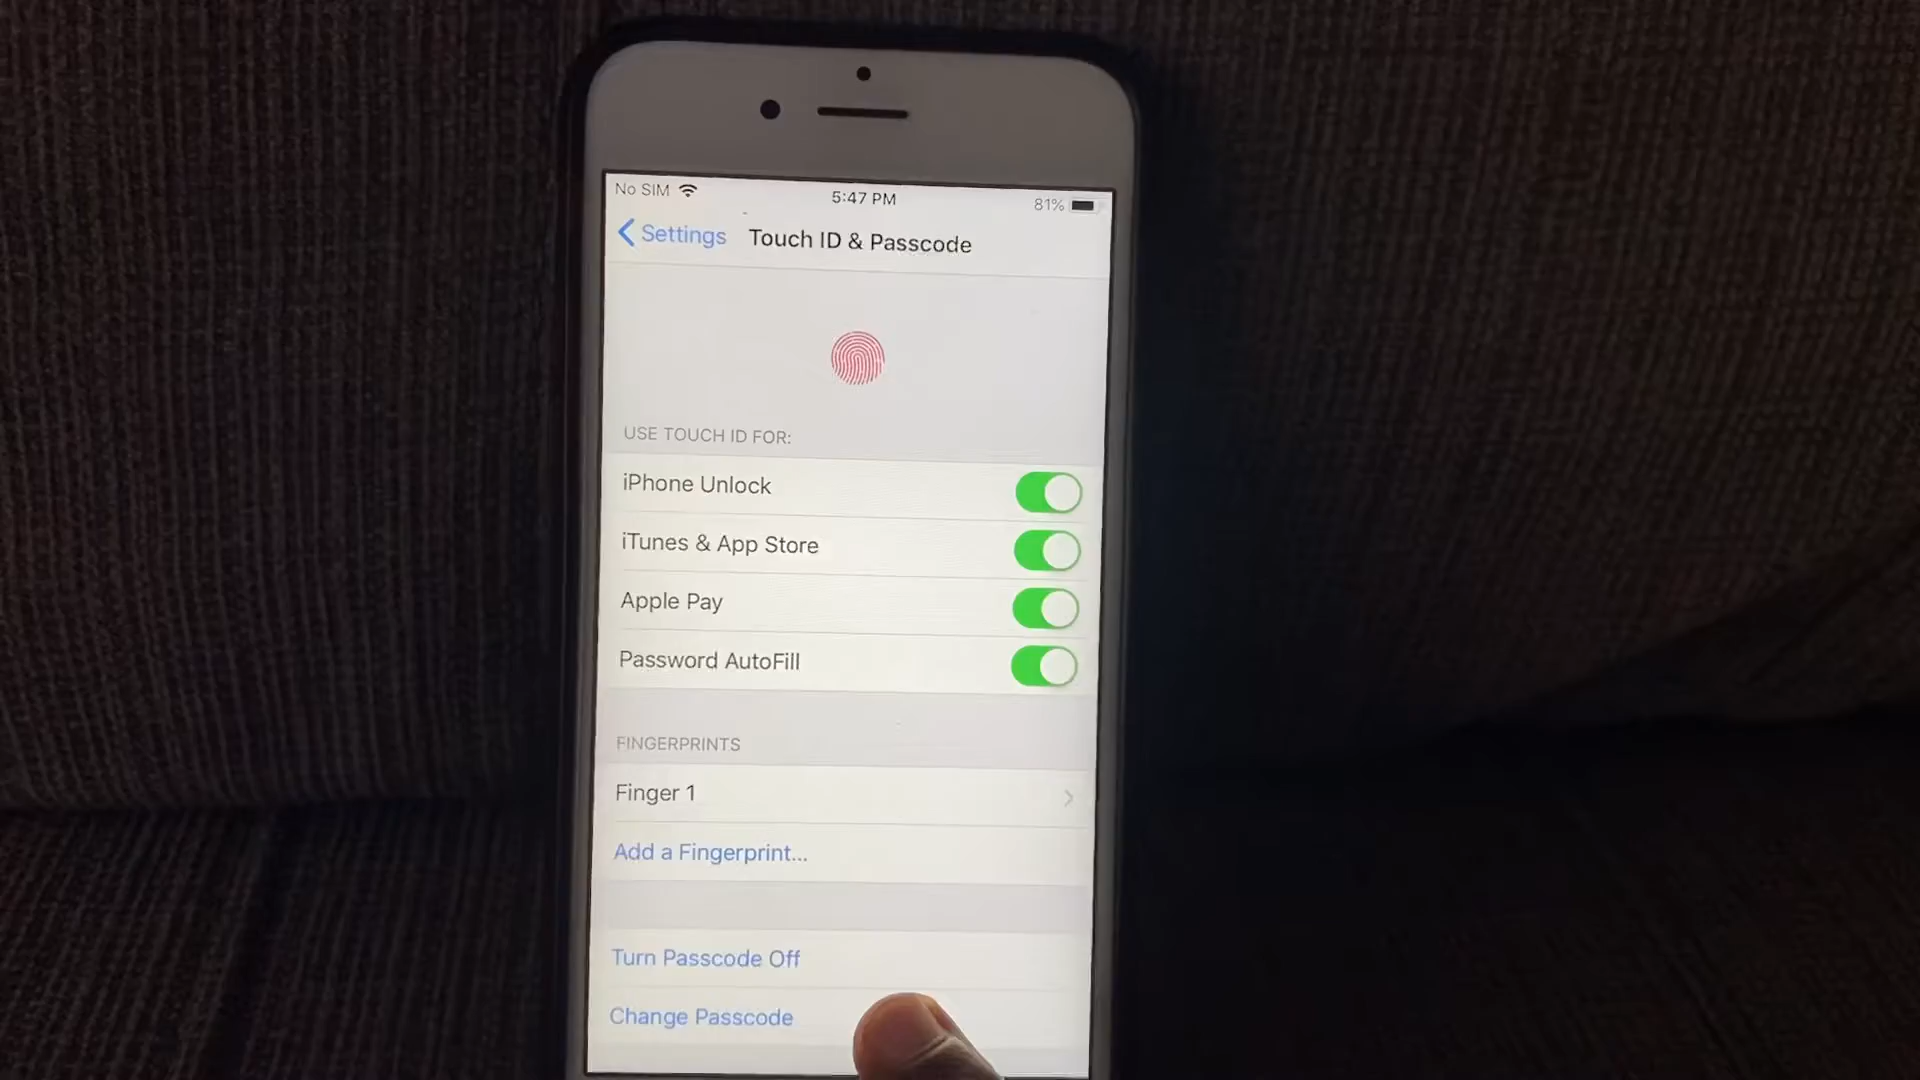 No SIM
5:47 PM
81%
Settings
Touch ID & Passcode
USE TOUCH ID FOR:
iPhone Unlock
iTunes & App Store
Apple Pay
Password AutoFill
FINGERPRINTS
Finger 1
Add a Fingerprint...
Turn Passcode Off
Change Passcode